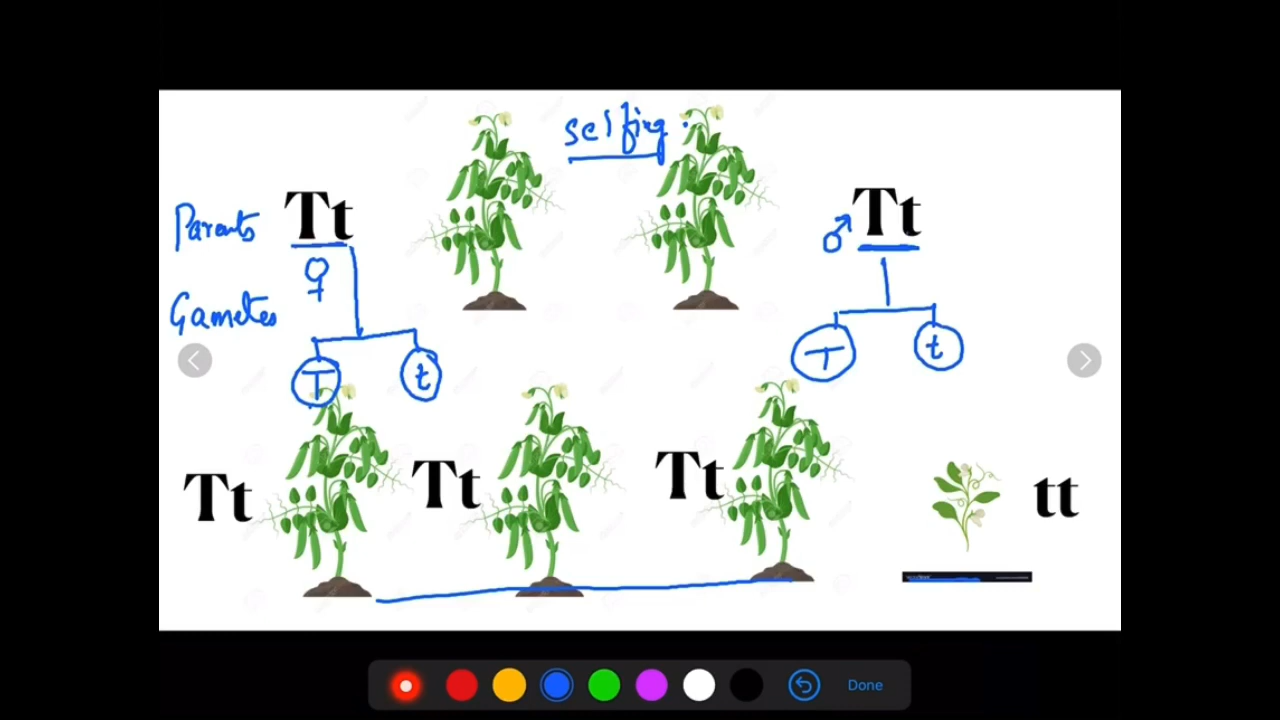 selfing.
Parents Tt Tt
Gametes
T t T t
Tt Tt Tt tt
Done